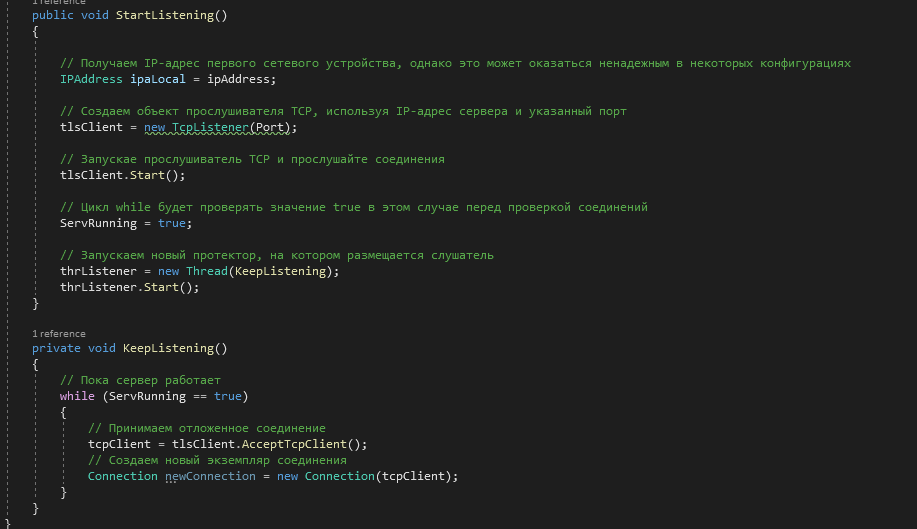 1 reference
public void StartListening()
{
// Получаем IP-адрес первого сетевого устройства, однако это может оказаться ненадежным в некоторых конфигурациях
IPAddress ipaLocal = ipAddress;
// Создаем объект прослушивателя TCP, используя IP-адрес сервера и указанный порт
tlsClient = new TcpListener(Port);
// Запускае прослушиватель TCP и прослушайте соединения
tlsClient.Start();
// Цикл while будет проверять значение true в этом случае перед проверкой соединений
ServRunning = true;
// Запускаем новый протектор, на котором размещается слушатель
thrListener = new Thread(KeepListening);
thrListener.Start();
}
1 reference
private void KeepListening()
{
// Пока сервер работает
while (ServRunning == true)
{
// Принимаем отложенное соединение
tcpClient = tlsClient.AcceptTcpClient();
// Создаем новый экземпляр соединения
Connection newConnection = new Connection(tcpClient);
}
}
}